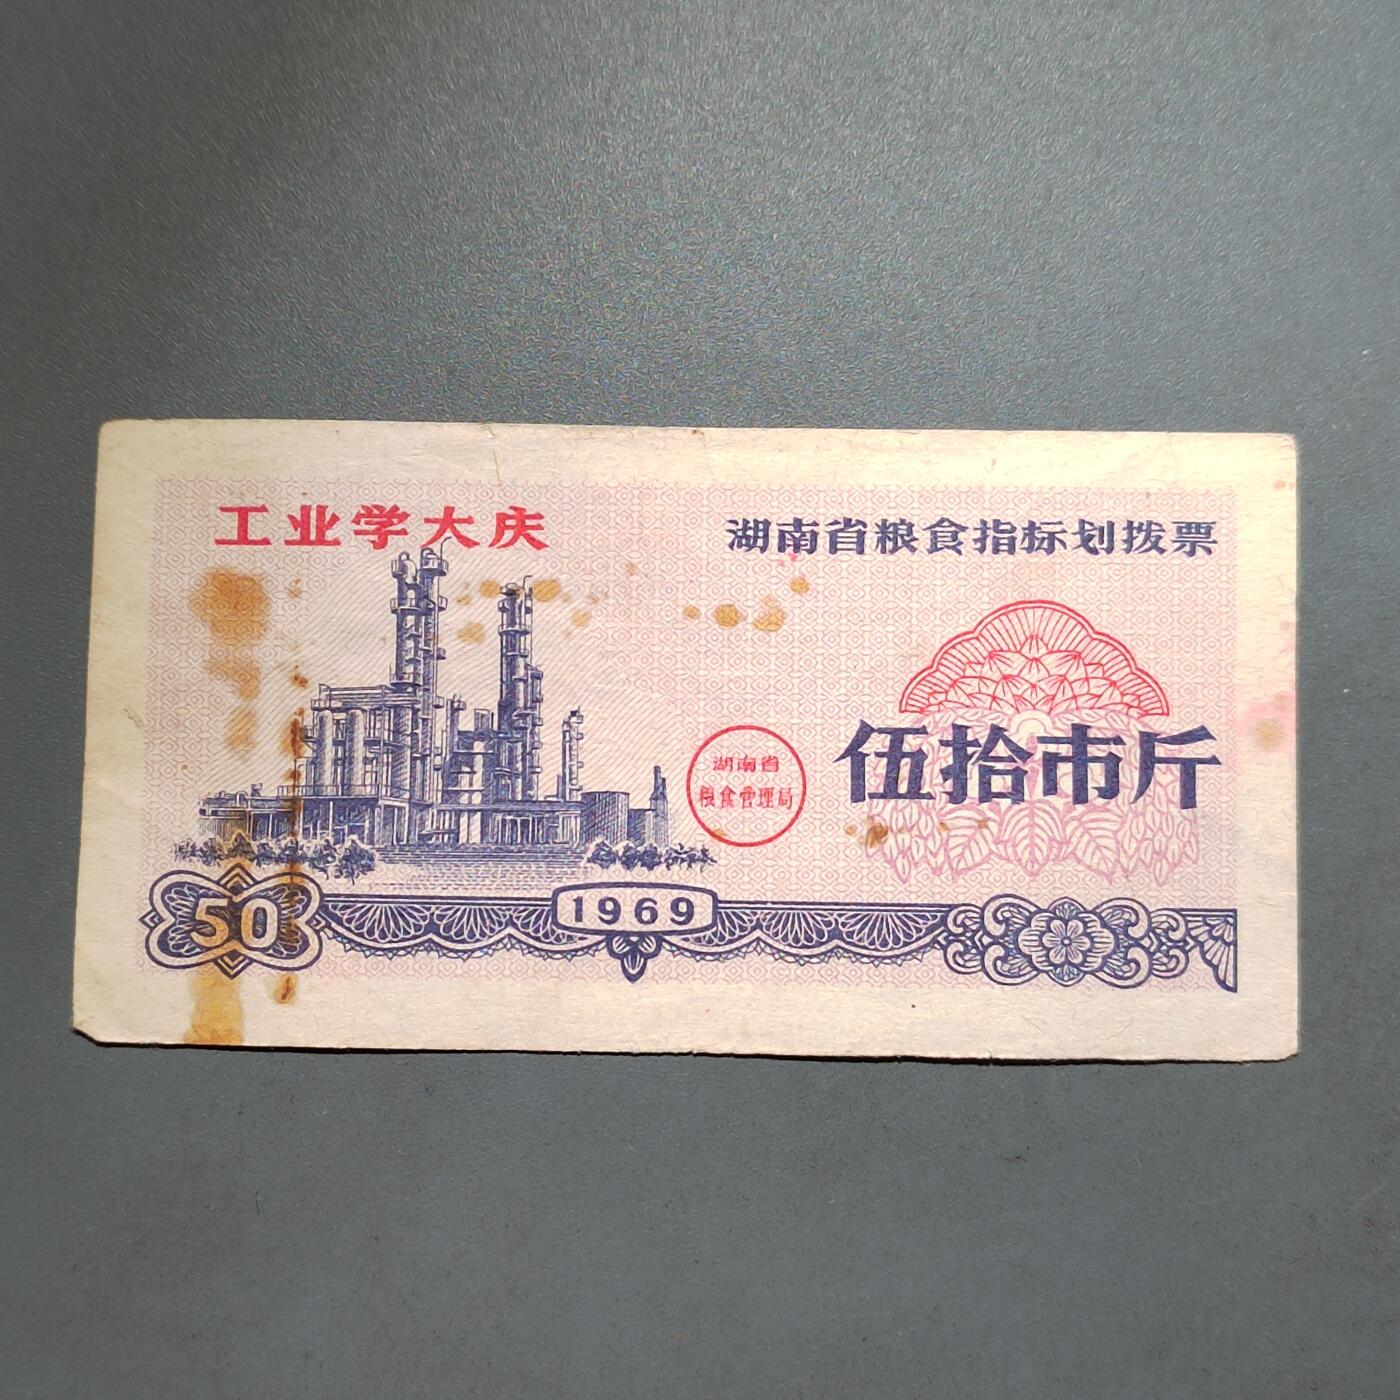 工业学大庆
湖南省粮食指标划拨票
伍拾市斤
湖南省
粮食管理局
50
1969